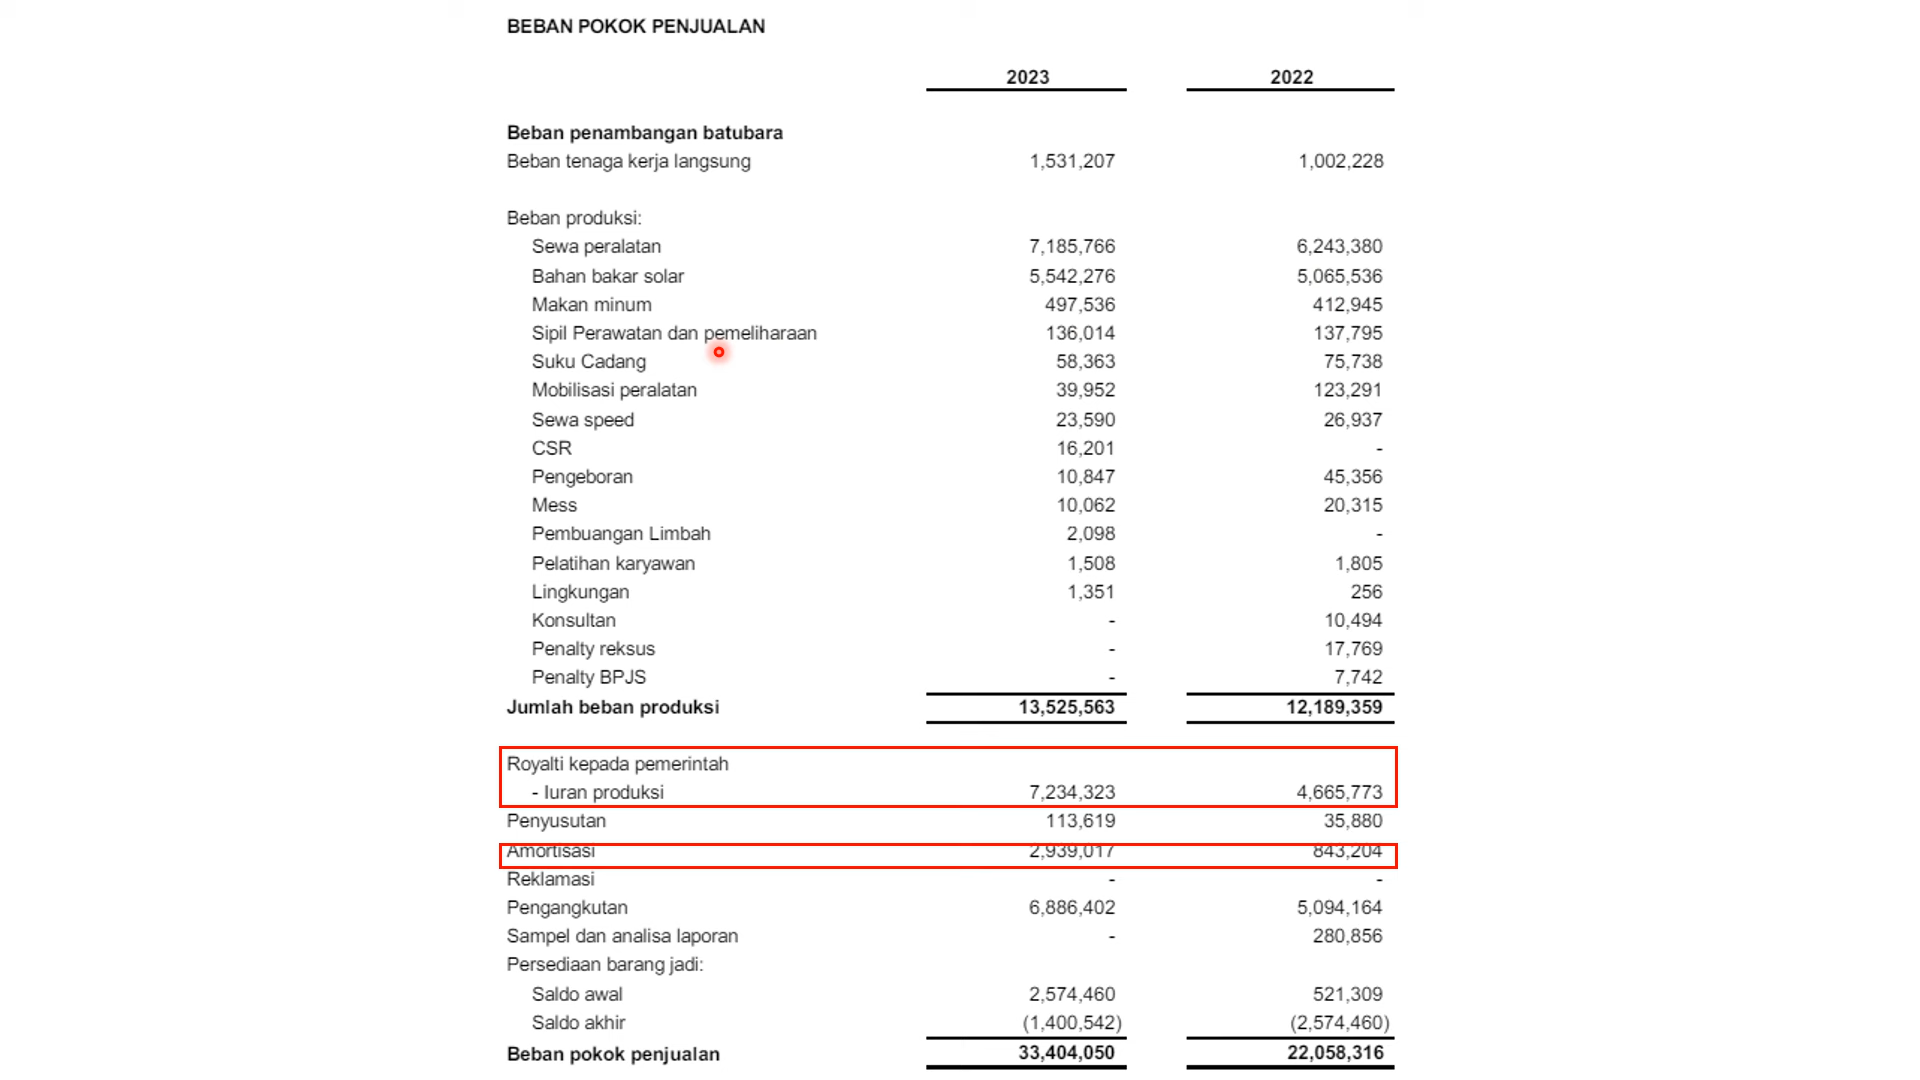 BEBAN POKOK PENJUALAN
2023 2022
Beban penambangan batubara
Beban tenaga kerja langsung 1,531,207 1,002,228
Beban produksi:
Sewa peralatan 7,185,766 6,243,380
Bahan bakar solar 5,542,276 5,065,536
Makan minum 497,536 412,945
Sipil Perawatan dan pemeliharaan 136,014 137,795
Suku Cadang 58,363 75,738
Mobilisasi peralatan 39,952 123,291
Sewa speed 23,590 26,937
CSR 16,201 -
Pengeboran 10,847 45,356
Mess 10,062 20,315
Pembuangan Limbah 2,098 -
Pelatihan karyawan 1,508 1,805
Lingkungan 1,351 256
Konsultan - 10,494
Penalty reksus - 17,769
Penalty BPJS - 7,742
Jumlah beban produksi 13,525,563 12,189,359
Royalti kepada pemerintah
- Iuran produksi 7,234,323 4,665,773
Penyusutan 113,619 35,880
Amortisasi 2,939,017 843,204
Reklamasi - -
Pengangkutan 6,886,402 5,094,164
Sampel dan analisa laporan - 280,856
Persediaan barang jadi:
Saldo awal 2,574,460 521,309
Saldo akhir (1,400,542) (2,574,460)
Beban pokok penjualan 33,404,050 22,058,316